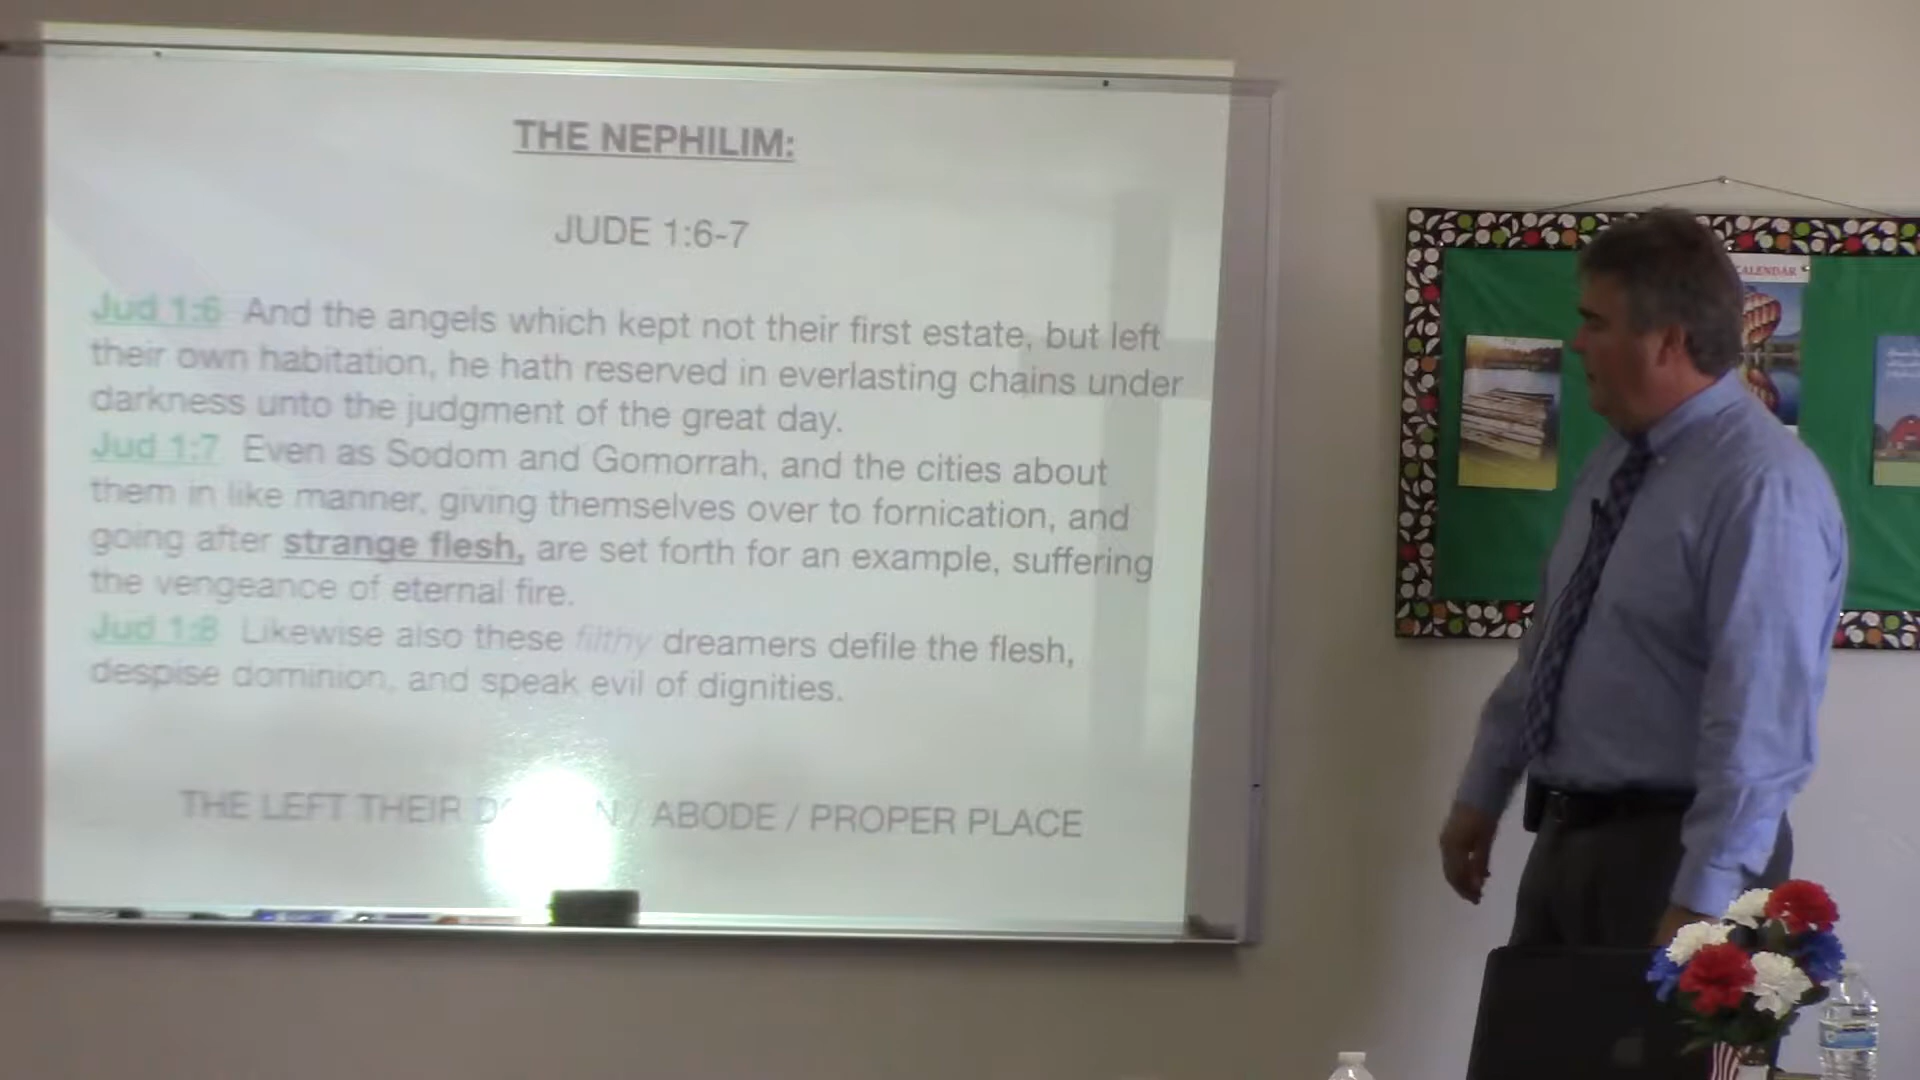 THE NEPHILIM:
JUDE 1:6-7
Jud 1:6 And the angels which kept not their first estate, but left
their own habitation, he hath reserved in everlasting chains under
darkness unto the judgment of the great day.
Jud 1:7 Even as Sodom and Gomorrah, and the cities about
them in like manner, giving themselves over to fornication, and
going after strange flesh, are set forth for an example, suffering
the vengeance of eternal fire.
Jud 1:8 Likewise also these filthy dreamers defile the flesh,
despise dominion, and speak evil of dignities.
THE LEFT THEIR / ABODE / PROPER PLACE
CALENDAR